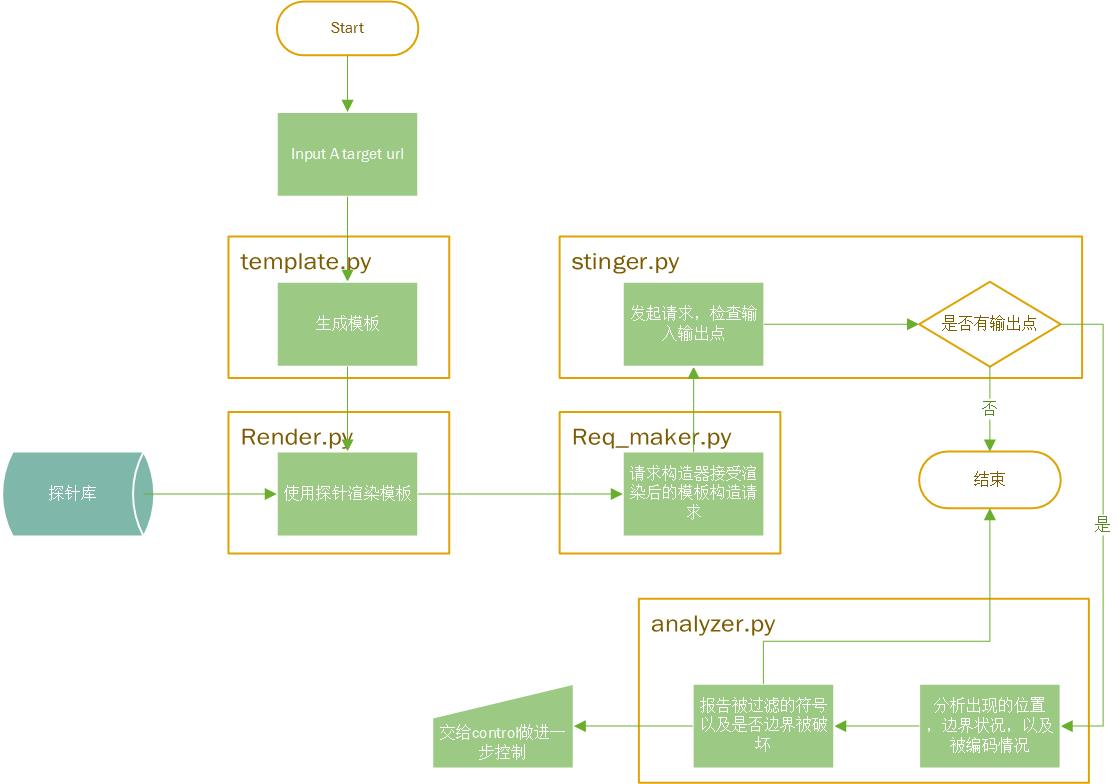 Start
Input A target url
template.py
生成模板
stinger.py
发起请求，检查输
入输出点
是否有输出点
否
是
Render.py
使用探针渲染模板
探针库
Req_maker.py
请求构造器接受渲
染后的模板构造请
求
结束
analyzer.py
分析出现的位置
，边界状况，以及
被编码情况
报告被过滤的符号
以及是否边界被破
坏
交给control做进一
步控制